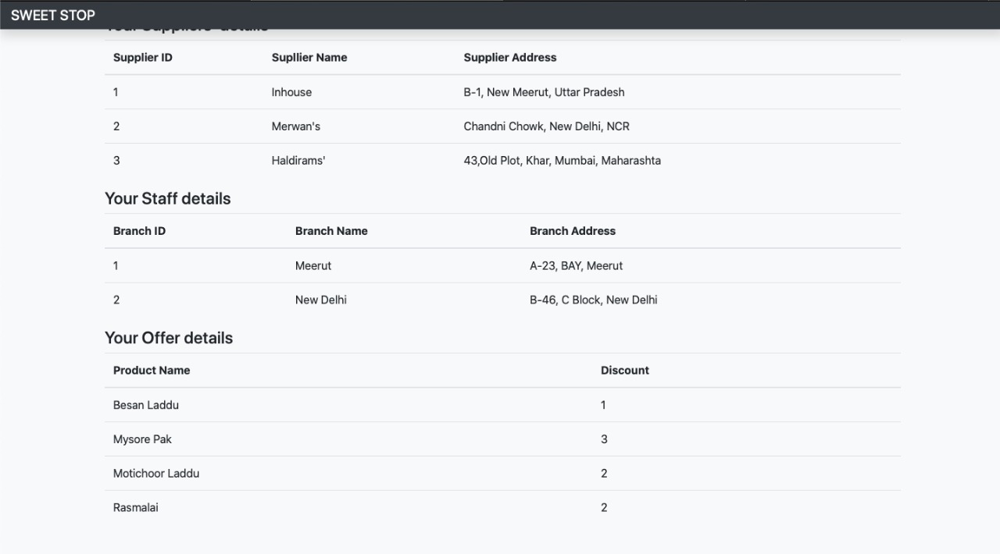 SWEET STOP
Your Suppliers' details
Supplier ID Supllier Name Supplier Address
1 Inhouse B-1, New Meerut, Uttar Pradesh
2 Merwan's Chandni Chowk, New Delhi, NCR
3 Haldirams' 43,Old Plot, Khar, Mumbai, Maharashta
Your Staff details
Branch ID Branch Name Branch Address
1 Meerut A-23, BAY, Meerut
2 New Delhi B-46, C Block, New Delhi
Your Offer details
Product Name Discount
Besan Laddu 1
Mysore Pak 3
Motichoor Laddu 2
Rasmalai 2